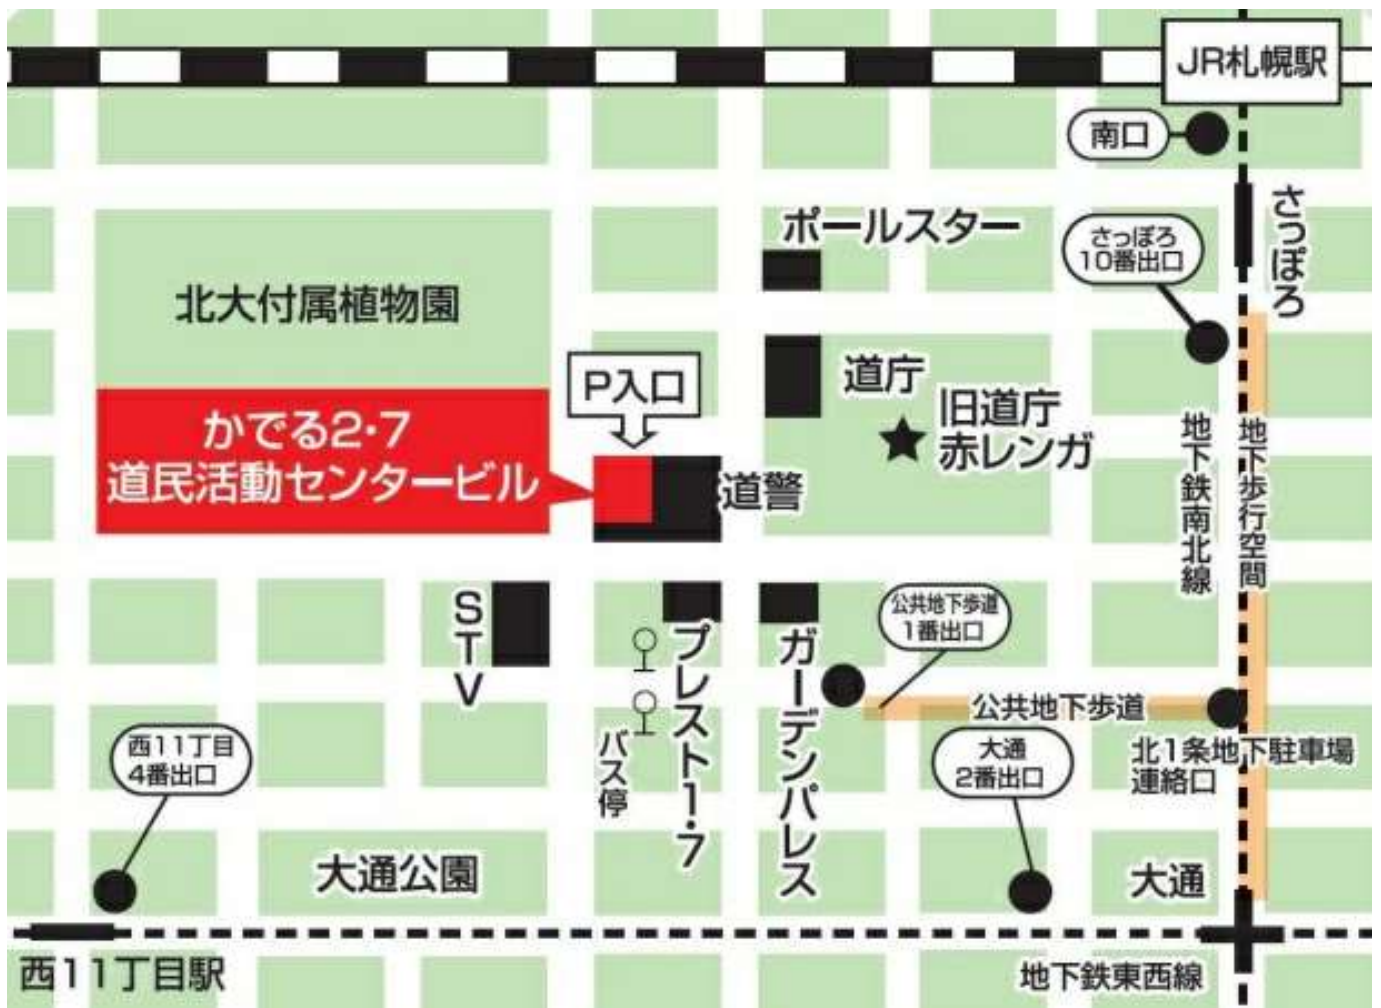 JR札幌駅
南口
さっぽろ
ポールスター
さっぽろ
10番出口
北大付属植物園
P入口
道庁
旧道庁
赤レンガ
かでる2・7
道民活動センタービル
道警
地下鉄南北線
地下歩行空間
STV
プレスト1・7
ガーデンパレス
公共地下歩道
1番出口
公共地下歩道
バス停
西11丁目
4番出口
大通
2番出口
北1条地下駐車場
連絡口
大通公園
大通
西11丁目駅
地下鉄東西線